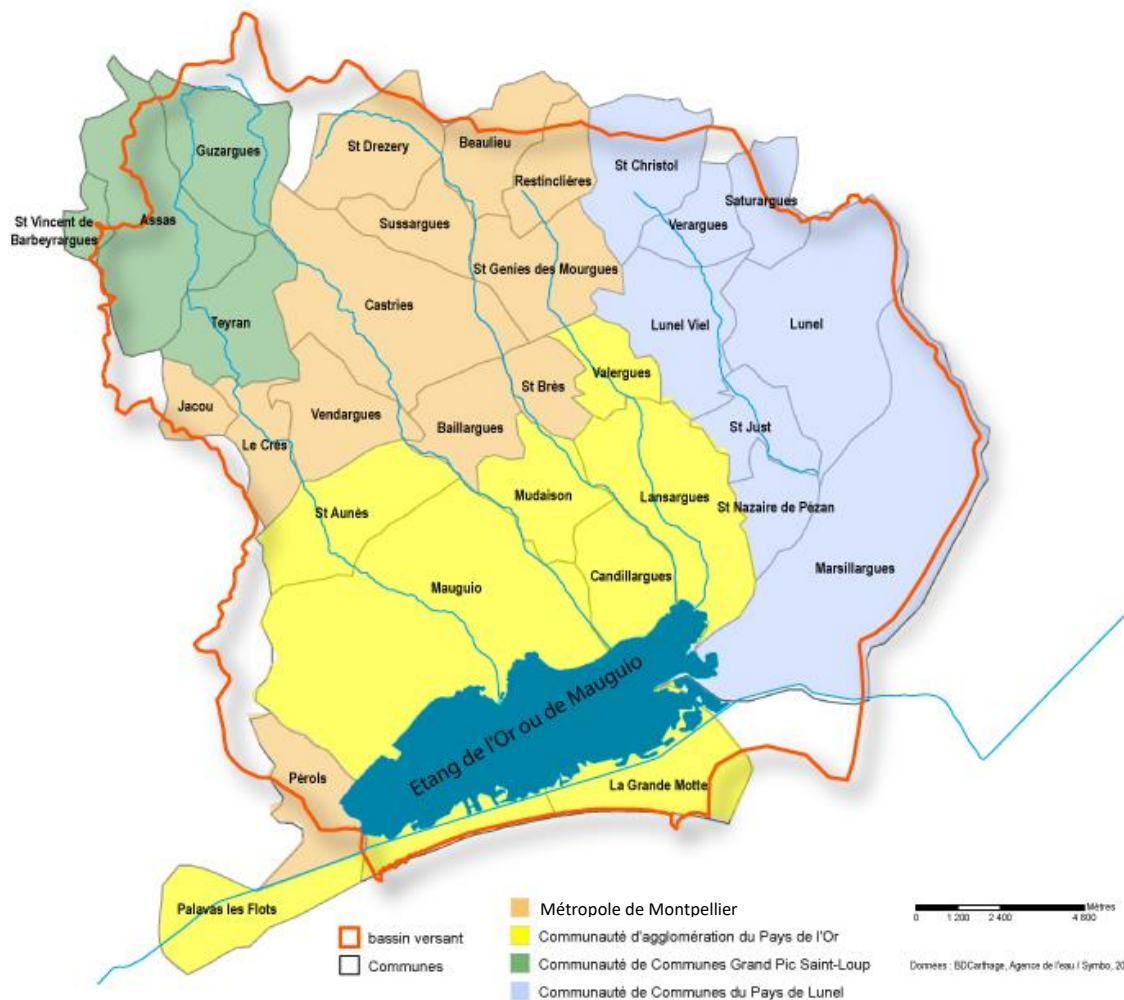 St Drezery
Beaulieu
Guzargues
St Christol
Restinclières
Saturargues
St Vincent de
Barbeyrargues
Assas
Sussargues
Verargues
St Genies des Mourgues
Castries
Teyran
Lunel Viel
Lunel
Valergues
St Brès
Jacou
Vendargues
Baillargues
St Just
Le Crès
Mudaison
Lansargues
St Nazaire de Pézan
St Aunès
Candillargues
Marsillargues
Mauguio
Etang de l'Or ou de Mauguio
Pérols
La Grande Motte
Palavas les Flots
bassin versant
Communes
Métropole de Montpellier
Communauté d'agglomération du Pays de l'Or
Communauté de Communes Grand Pic Saint-Loup
Communauté de Communes du Pays de Lunel
Mètres
0 1 200 2 400 4 800
Données : BDCarthage, Agence de l'eau / Symbo, 20